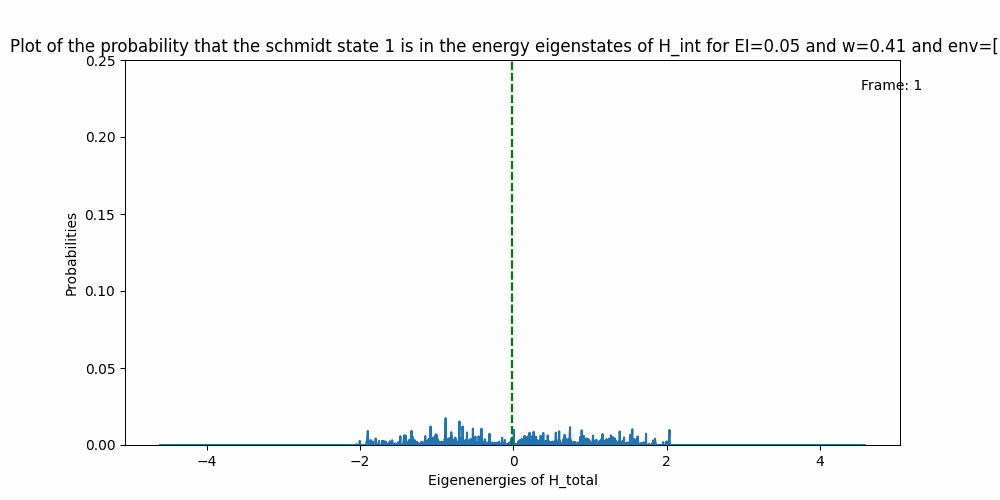 Plot of the probability that the schmidt state 1 is in the energy eigenstates of H_int for EI=0.05 and w=0.41 and env=[
Frame: 1
0.25
0.20
0.15
0.10
0.05
0.00
Probabilities
−4
−2
0
2
4
Eigenenergies of H_total